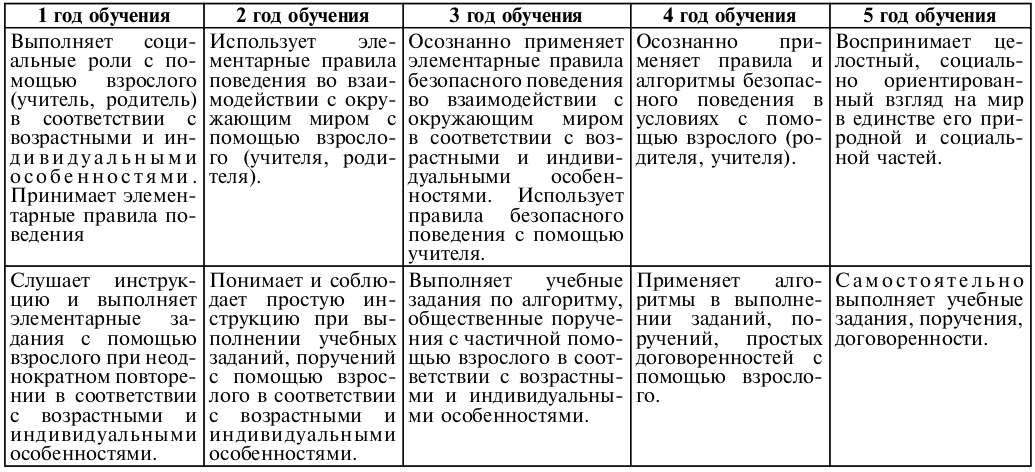 1 год обучения
2 год обучения
3 год обучения
4 год обучения
5 год обучения
Выполняет соци-
альные роли с по-
мощью взрослого
(учитель, родитель)
в соответствии с
возрастными и ин-
дивидуальными
особенностями.
Принимает элемен-
тарные правила по-
ведения
Использует эле-
ментарные правила
поведения во взаи-
модействии с окру-
жающим миром с
помощью взросло-
го (учителя, роди-
теля).
Осознанно применяет
элементарные правила
безопасного поведения
во взаимодействии с
окружающим миром
в соответствии с воз-
растными и индиви-
дуальными особен-
ностями. Использует
правила безопасного
поведения с помощью
учителя.
Осознанно при-
меняет правила и
алгоритмы безопас-
ного поведения в
условиях с помо-
щью взрослого (ро-
дителя, учителя).
Воспринимает це-
лостный, социаль-
но ориентирован-
ный взгляд на мир
в единстве его при-
родной и социаль-
ной частей.
Слушает инструк-
цию и выполняет
элементарные за-
дания с помощью
взрослого при неод-
нократном повторе-
нии в соответствии
с возрастными и
индивидуальными
особенностями.
Понимает и соблю-
дает простую ин-
струкцию при вы-
полнении учебных
заданий, поручений
с помощью взрос-
лого в соответствии
с возрастными и
индивидуальными
особенностями.
Выполняет учебные
задания по алгоритму,
общественные поруче-
ния с частичной помо-
щью взрослого в соот-
ветствии с возрастны-
ми и индивидуальны-
ми особенностями.
Применяет алго-
ритмы в выполне-
нии заданий, по-
ручений, простых
договоренностей с
помощью взросло-
го.
Самостоятельно
выполняет учебные
задания, поручения,
договоренности.